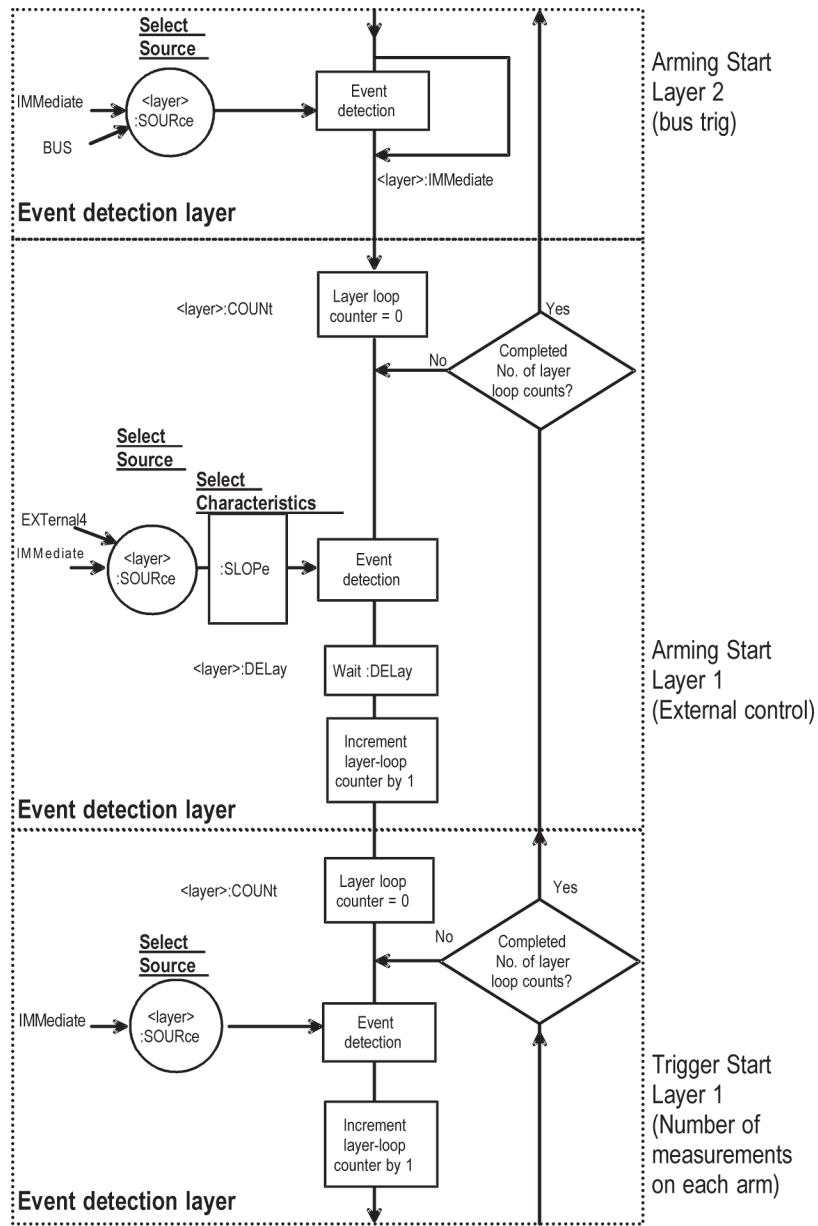 Select
Source
IMMediate
<layer>
:SOURce
BUS
Event
detection
<layer>:IMMediate
Event detection layer
Arming Start
Layer 2
(bus trig)
<layer>:COUNt
Layer loop
counter = 0
Yes
No
Completed
No. of layer
loop counts?
Select
Source
Select
Characteristics
EXTernal4
IMMediate
<layer>
:SOURce
:SLOPe
Event
detection
<layer>:DELay
Wait :DELay
Increment
layer-loop
counter by 1
Event detection layer
Arming Start
Layer 1
(External control)
<layer>:COUNt
Layer loop
counter = 0
Yes
No
Completed
No. of layer
loop counts?
Select
Source
IMMediate
<layer>
:SOURce
Event
detection
Increment
layer-loop
counter by 1
Event detection layer
Trigger Start
Layer 1
(Number of
measurements
on each arm)